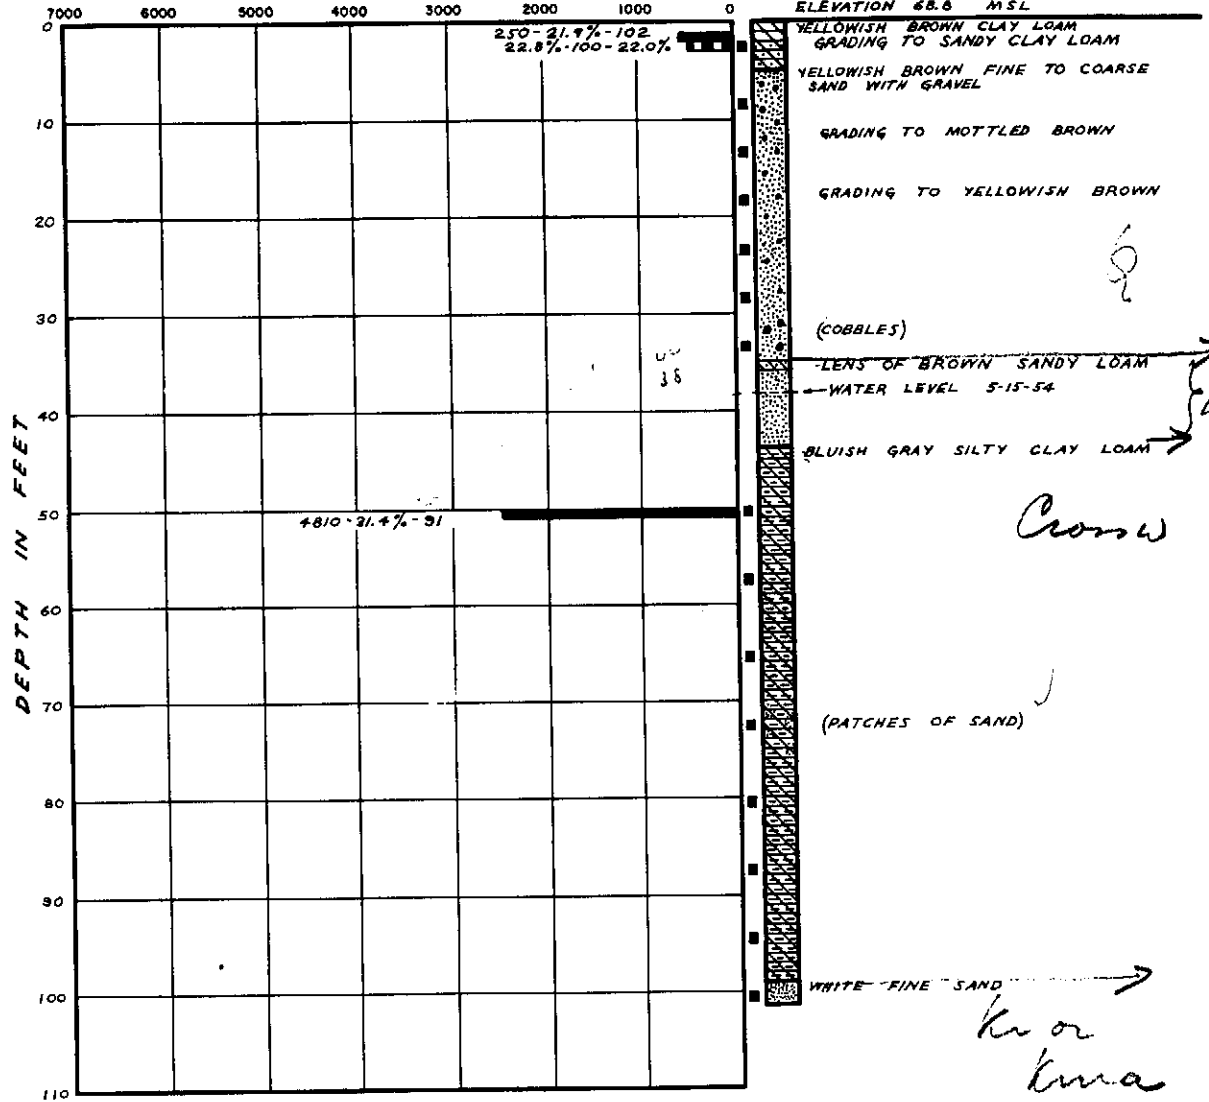 ELEVATION 68.8 MSL
7000 6000 5000 4000 3000 2000 1000 0
0
10
20
30
40
50
60
70
80
90
100
110
DEPTH IN FEET
250-21.9%-102
22.8%-100-22.0%
4810-31.4%-91
38
YELLOWISH BROWN CLAY LOAM
GRADING TO SANDY CLAY LOAM
YELLOWISH BROWN FINE TO COARSE
SAND WITH GRAVEL
GRADING TO MOTTLED BROWN
GRADING TO YELLOWISH BROWN
(COBBLES)
LENS OF BROWN SANDY LOAM
WATER LEVEL 5-15-54
BLUISH GRAY SILTY CLAY LOAM
Crossw
(PATCHES OF SAND)
WHITE FINE SAND
Kr or
Kma